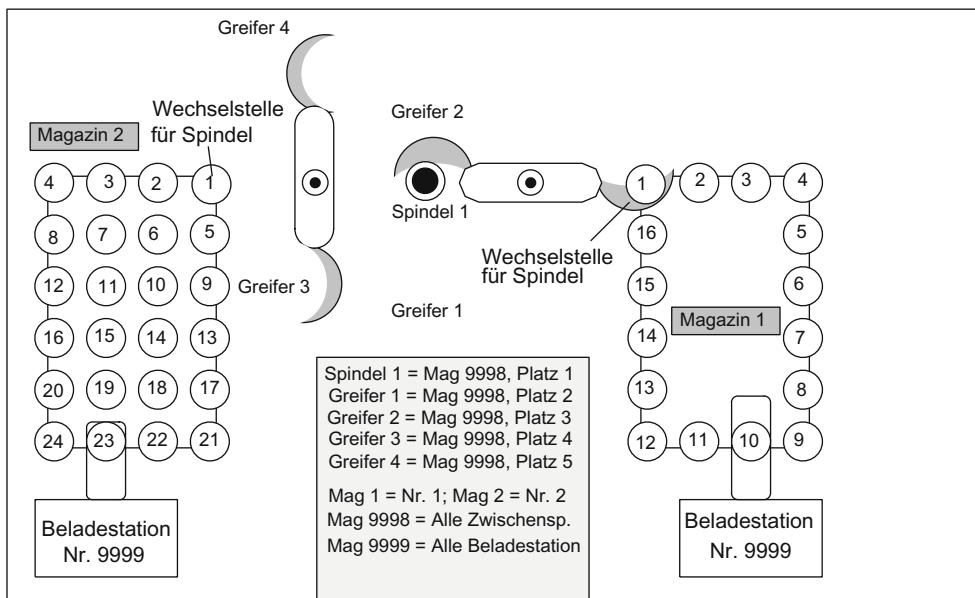 Greifer 4
Wechselstelle
für Spindel
Magazin 2
4 3 2 1
8 7 6 5
12 11 10 9
16 15 14 13
20 19 18 17
24 23 22 21
Beladestation
Nr. 9999
Greifer 3
Greifer 2
Spindel 1
Wechselstelle
für Spindel
Greifer 1
1 2 3 4
16 5
15 6
Magazin 1
14 7
13 8
12 11 10 9
Beladestation
Nr. 9999
Spindel 1 = Mag 9998, Platz 1
Greifer 1 = Mag 9998, Platz 2
Greifer 2 = Mag 9998, Platz 3
Greifer 3 = Mag 9998, Platz 4
Greifer 4 = Mag 9998, Platz 5
Mag 1 = Nr. 1; Mag 2 = Nr. 2
Mag 9998 = Alle Zwischensp.
Mag 9999 = Alle Beladestation